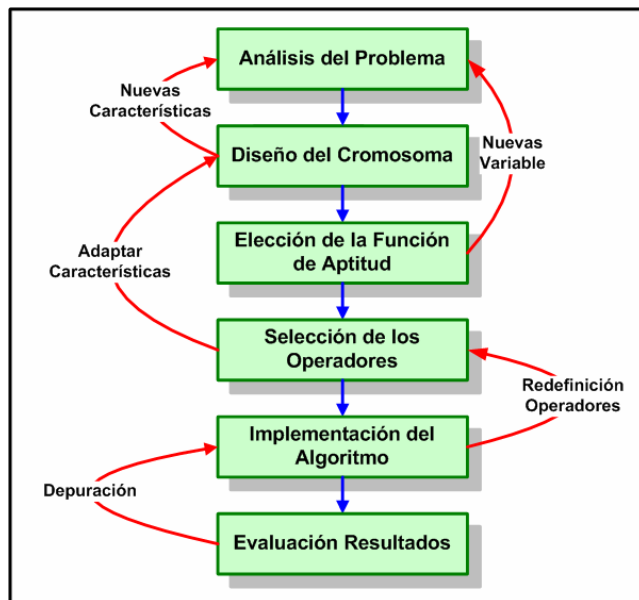 Análisis del Problema
Nuevas
Características
Diseño del Cromosoma
Nuevas
Variable
Elección de la Función
de Aptitud
Adaptar
Características
Selección de los
Operadores
Redefinición
Operadores
Implementación del
Algoritmo
Depuración
Evaluación Resultados